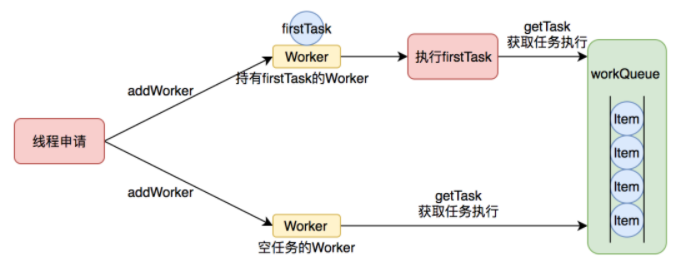 线程申请
addWorker
firstTask
Worker
持有firstTask的Worker
执行firstTask
getTask
获取任务执行
addWorker
Worker
空任务的Worker
getTask
获取任务执行
workQueue
Item
Item
Item
Item